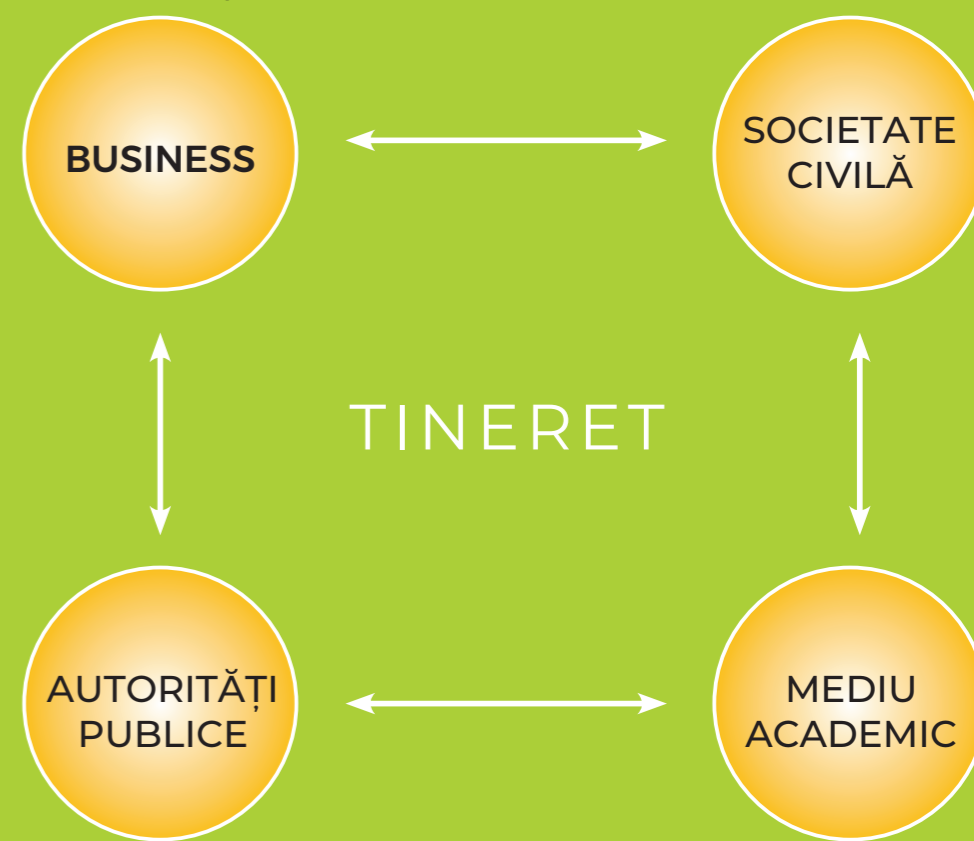 BUSINESS
SOCIETATE
CIVILĂ
TINERET
AUTORITĂȚI
PUBLICE
MEDIU
ACADEMIC